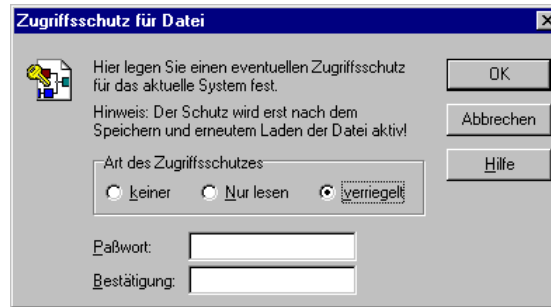 Zugriffsschutz für Datei
Hier legen Sie einen eventuellen Zugriffsschutz
für das aktuelle System fest.
Hinweis: Der Schutz wird erst nach dem
Speichern und erneutem Laden der Datei aktiv!
OK
Abbrechen
Hilfe
Art des Zugriffsschutzes
keiner Nur lesen verriegelt
Paßwort:
Bestätigung: